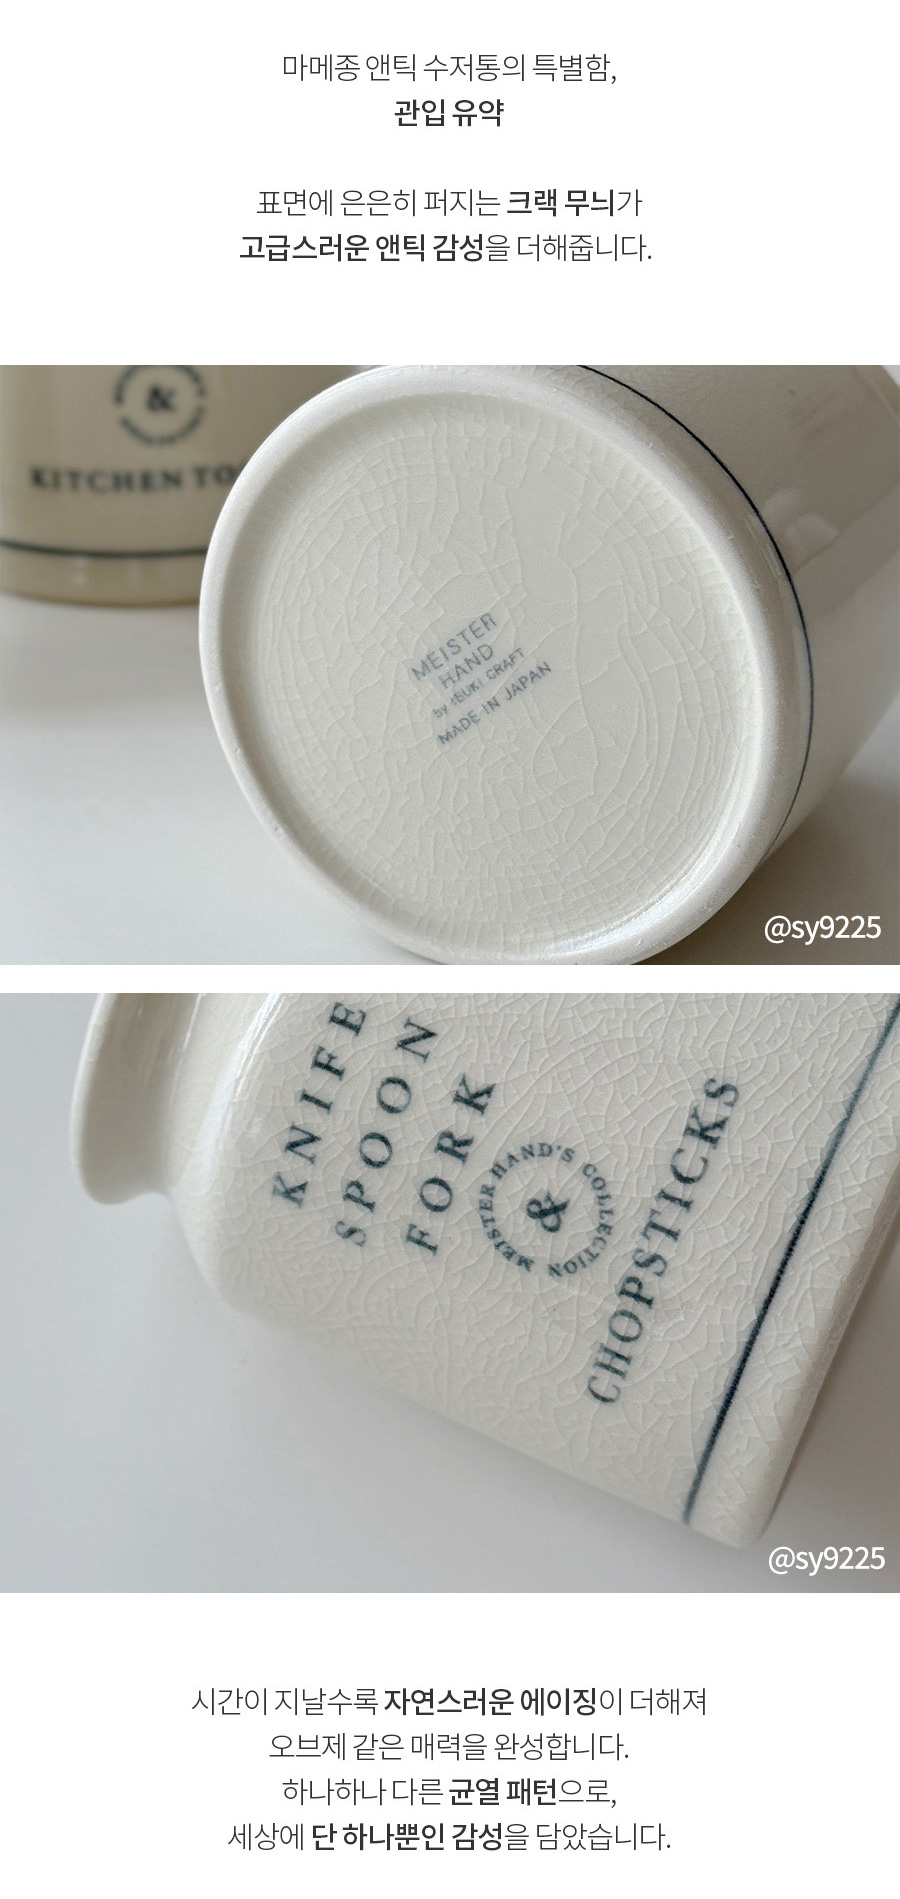 마메종 앤틱 수저통의 특별함,
관입 유약
표면에 은은히 퍼지는 크랙 무늬가
고급스러운 앤틱 감성을 더해줍니다.
&
KITCHEN
MEISTER
HAND
by IBUKI CRAFT
MADE IN JAPAN
@sy9225
KNIFE
SPOON
FORK
MEISTER HAND'S COLLECTION
&
CHOPSTICKS
@sy9225
시간이 지날수록 자연스러운 에이징이 더해져
오브제 같은 매력을 완성합니다.
하나하나 다른 균열 패턴으로,
세상에 단 하나뿐인 감성을 담았습니다.